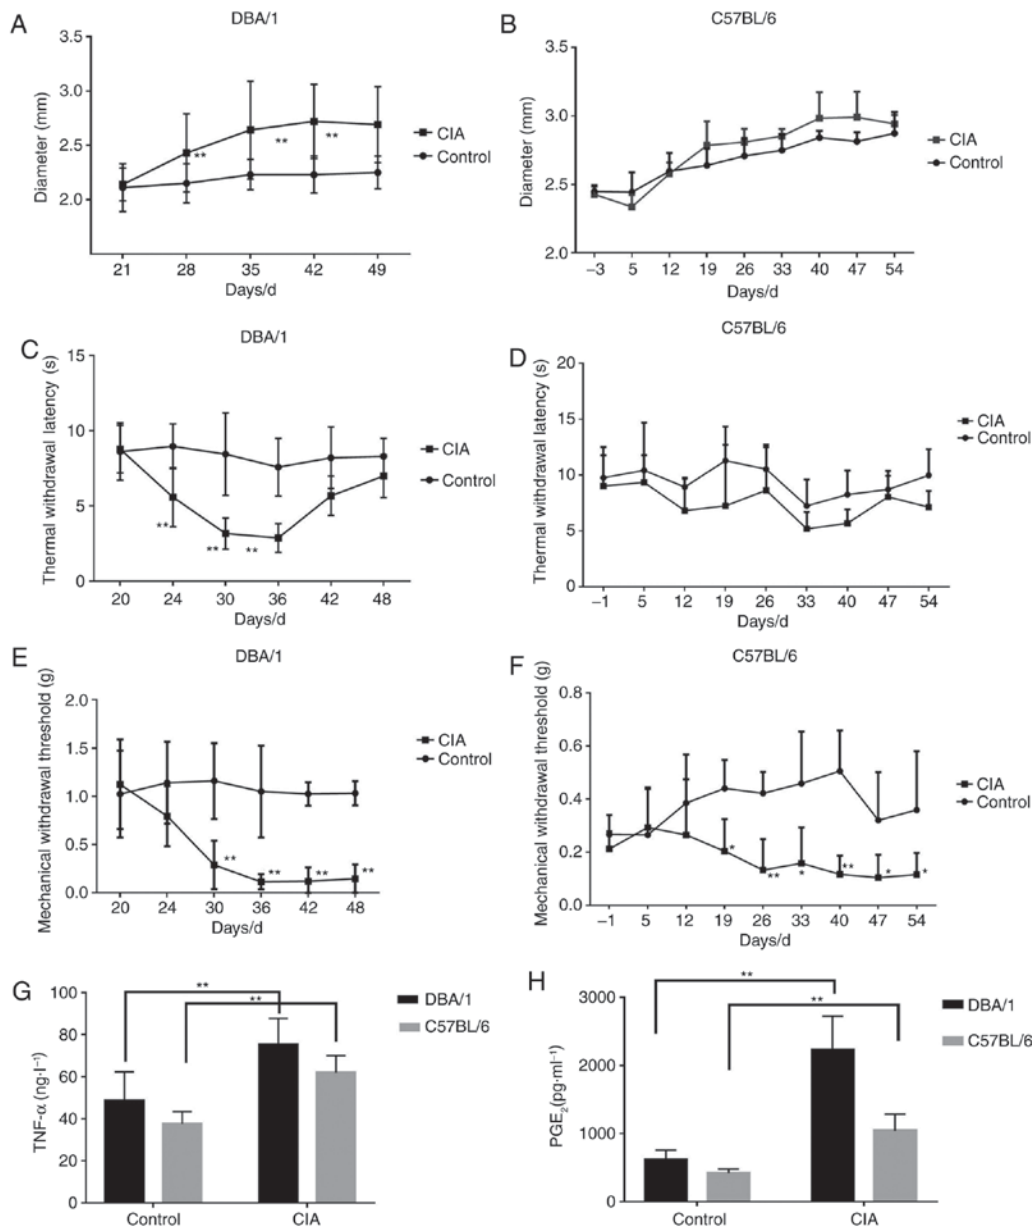 A
DBA/1
Diameter (mm)
3.5
3.0
2.5
2.0
**
**
**
CIA
Control
21 28 35 42 49
Days/d
B
C57BL/6
Diameter (mm)
3.5
3.0
2.5
2.0
CIA
Control
−3 5 12 19 26 33 40 47 54
Days/d
C
DBA/1
Thermal withdrawal latency (s)
15
10
5
0
**
**
**
CIA
Control
20 24 30 36 42 48
Days/d
D
C57BL/6
Thermal withdrawal latency (s)
20
15
10
5
0
CIA
Control
−1 5 12 19 26 33 40 47 54
Days/d
E
DBA/1
Mechanical withdrawal threshold (g)
2.0
1.5
1.0
0.5
0.0
**
**
**
**
CIA
Control
20 24 30 36 42 48
Days/d
F
C57BL/6
Mechanical withdrawal threshold (g)
0.8
0.6
0.4
0.2
0.0
*
**
*
**
*
*
CIA
Control
−1 5 12 19 26 33 40 47 54
Days/d
G
TNF-α (ng·l⁻¹)
100
80
60
40
20
0
**
**
DBA/1
C57BL/6
Control CIA
H
PGE₂(pg·ml⁻¹)
3000
2000
1000
0
**
**
DBA/1
C57BL/6
Control CIA